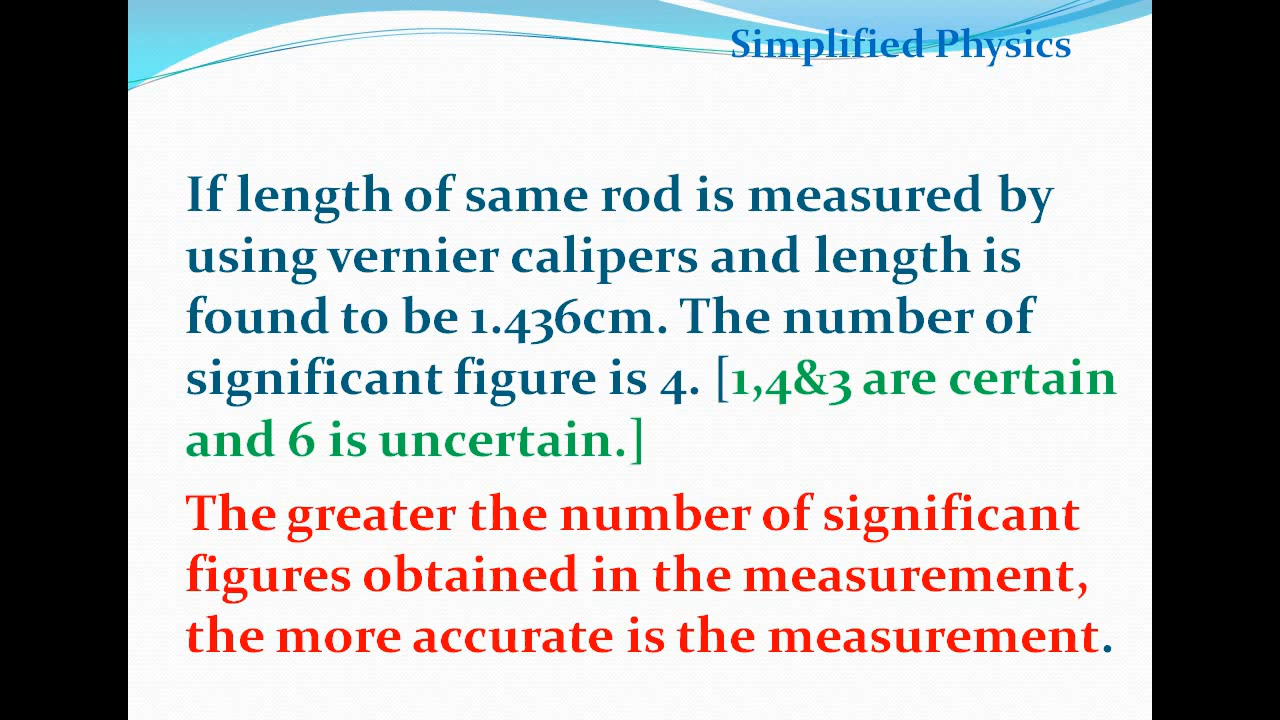 Simplified Physics
If length of same rod is measured by
using vernier calipers and length is
found to be 1.436cm. The number of
significant figure is 4. [1,4&3 are certain
and 6 is uncertain.]
The greater the number of significant
figures obtained in the measurement,
the more accurate is the measurement.